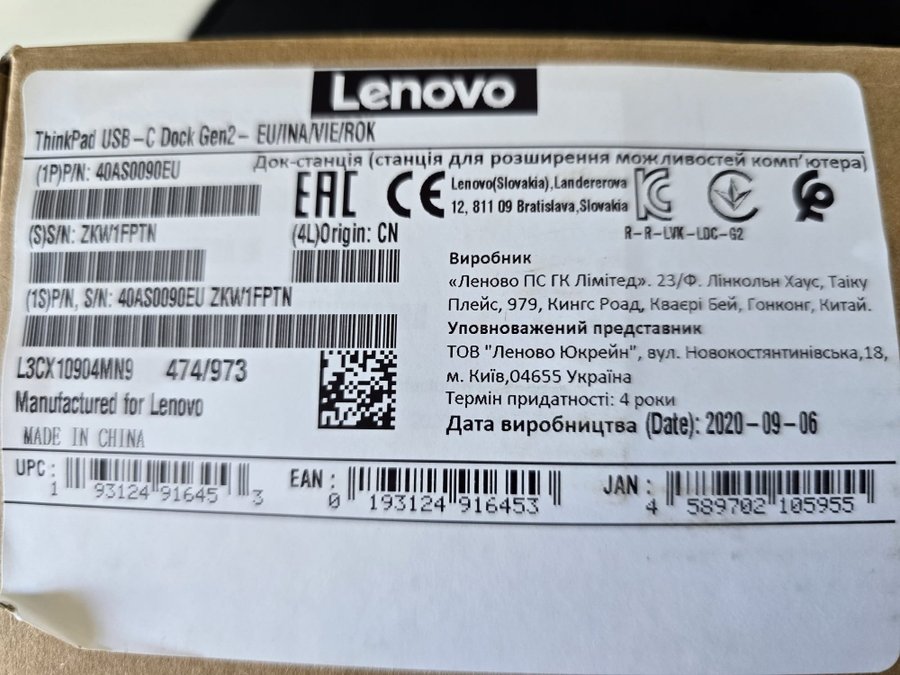 Lenovo
ThinkPad USB-C Dock Gen2- EU/INA/VIE/ROK
Док-станція (станція для розширення можливостей комп'ютера)
(1P)P/N: 40AS0090EU
EAC CE
Lenovo(Slovakia),Landererova
12, 811 09 Bratislava,Slovakia
R-R-LVK-LDC-G2
(S)S/N: ZKW1FPTN
(4L)Origin: CN
(1S)P/N, S/N: 40AS0090EU ZKW1FPTN
L3CX10904MN9 474/973
Manufactured for Lenovo
MADE IN CHINA
Виробник
«Леново ПС ГК Лімітед». 23/Ф. Лінкольн Хаус, Таіку
Плейс, 979, Кингс Роад, Кваєрі Бей, Гонконг, Китай.
Уповноважений представник
ТОВ "Леново Юкрейн", вул. Новокостянтинівська,18,
м. Київ,04655 Україна
Термін придатності: 4 роки
Дата виробництва (Date): 2020-09-06
UPC: 1 93124 91645 3
EAN: 0 193124 916453
JAN: 4 589702 105955